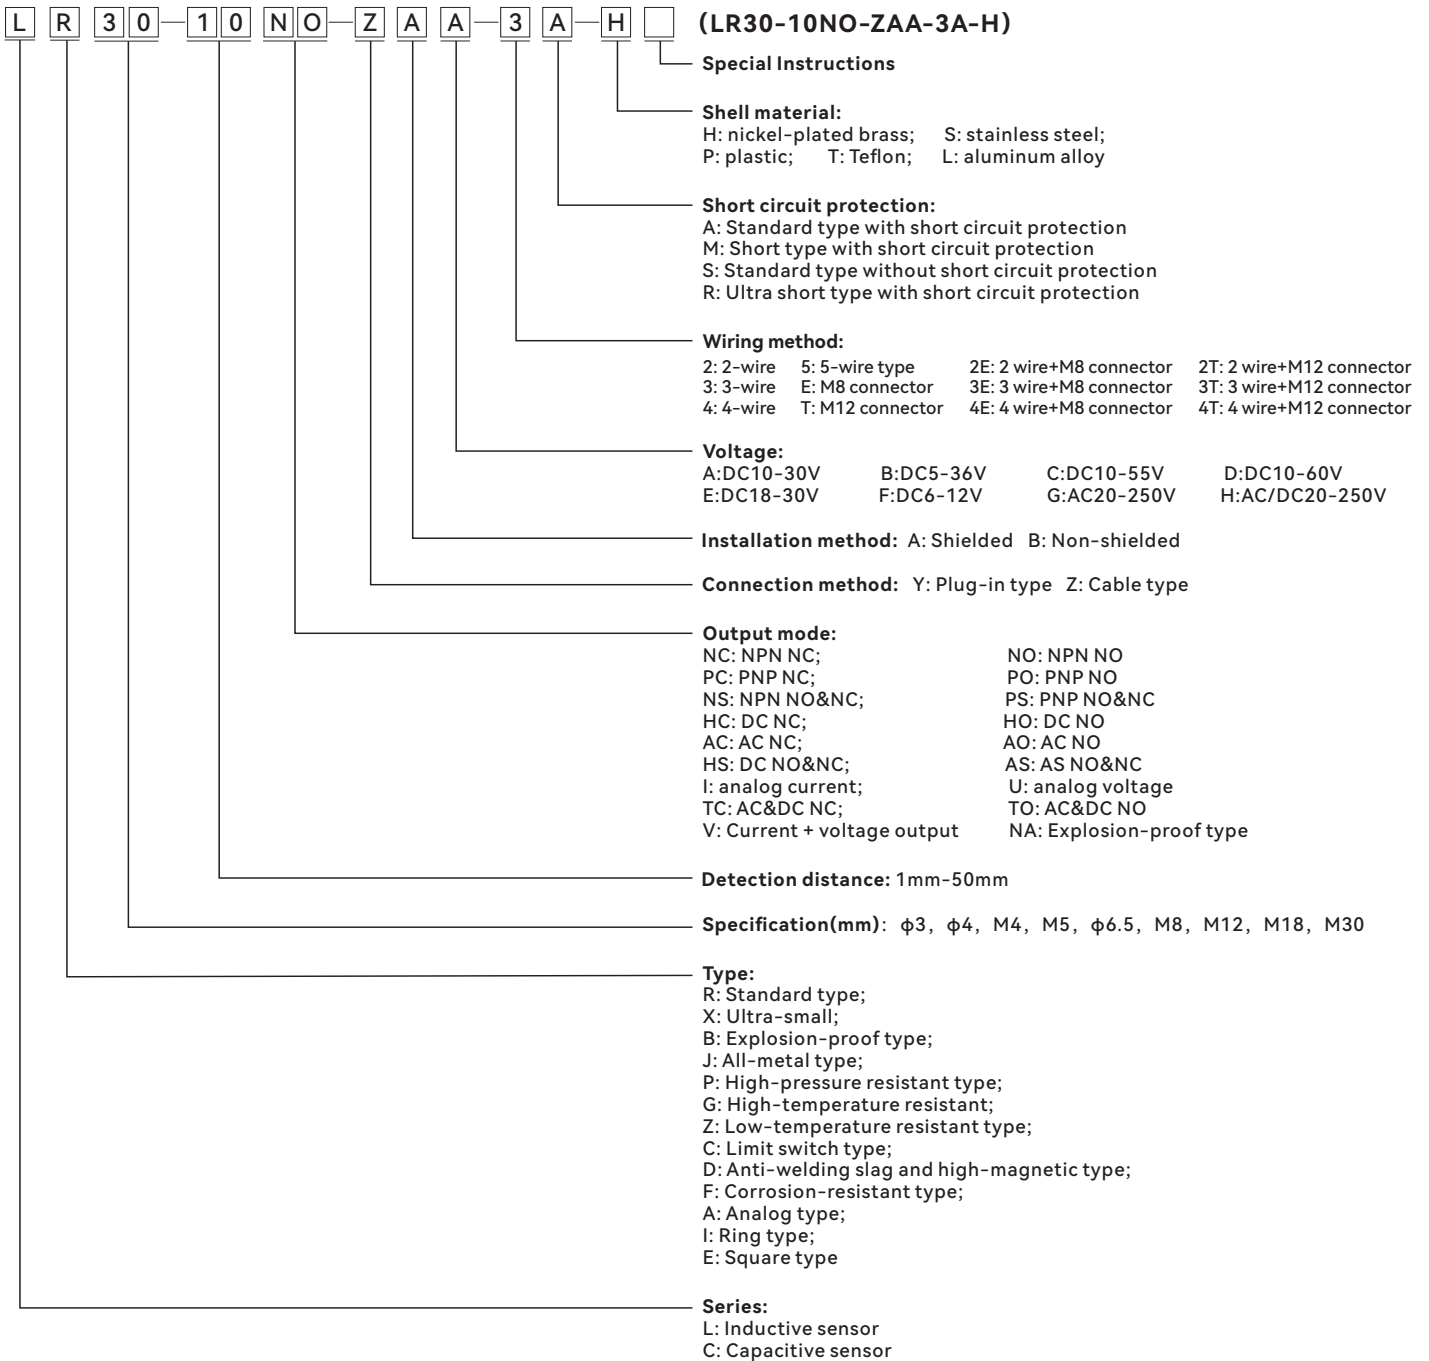 LR30-10NO-ZAA-3A-H (LR30-10NO-ZAA-3A-H)
Special Instructions
Shell material:
H: nickel-plated brass; S: stainless steel;
P: plastic; T: Teflon; L: aluminum alloy
Short circuit protection:
A: Standard type with short circuit protection
M: Short type with short circuit protection
S: Standard type without short circuit protection
R: Ultra short type with short circuit protection
Wiring method:
2: 2-wire 5: 5-wire type 2E: 2 wire+M8 connector 2T: 2 wire+M12 connector
3: 3-wire E: M8 connector 3E: 3 wire+M8 connector 3T: 3 wire+M12 connector
4: 4-wire T: M12 connector 4E: 4 wire+M8 connector 4T: 4 wire+M12 connector
Voltage:
A:DC10-30V B:DC5-36V C:DC10-55V D:DC10-60V
E:DC18-30V F:DC6-12V G:AC20-250V H:AC/DC20-250V
Installation method: A: Shielded B: Non-shielded
Connection method: Y: Plug-in type Z: Cable type
Output mode:
NC: NPN NC; NO: NPN NO
PC: PNP NC; PO: PNP NO
NS: NPN NO&NC; PS: PNP NO&NC
HC: DC NC; HO: DC NO
AC: AC NC; AO: AC NO
HS: DC NO&NC; AS: AS NO&NC
I: analog current; U: analog voltage
TC: AC&DC NC; TO: AC&DC NO
V: Current + voltage output NA: Explosion-proof type
Detection distance: 1mm-50mm
Specification(mm): φ3, φ4, M4, M5, φ6.5, M8, M12, M18, M30
Type:
R: Standard type;
X: Ultra-small;
B: Explosion-proof type;
J: All-metal type;
P: High-pressure resistant type;
G: High-temperature resistant;
Z: Low-temperature resistant type;
C: Limit switch type;
D: Anti-welding slag and high-magnetic type;
F: Corrosion-resistant type;
A: Analog type;
I: Ring type;
E: Square type
Series:
L: Inductive sensor
C: Capacitive sensor